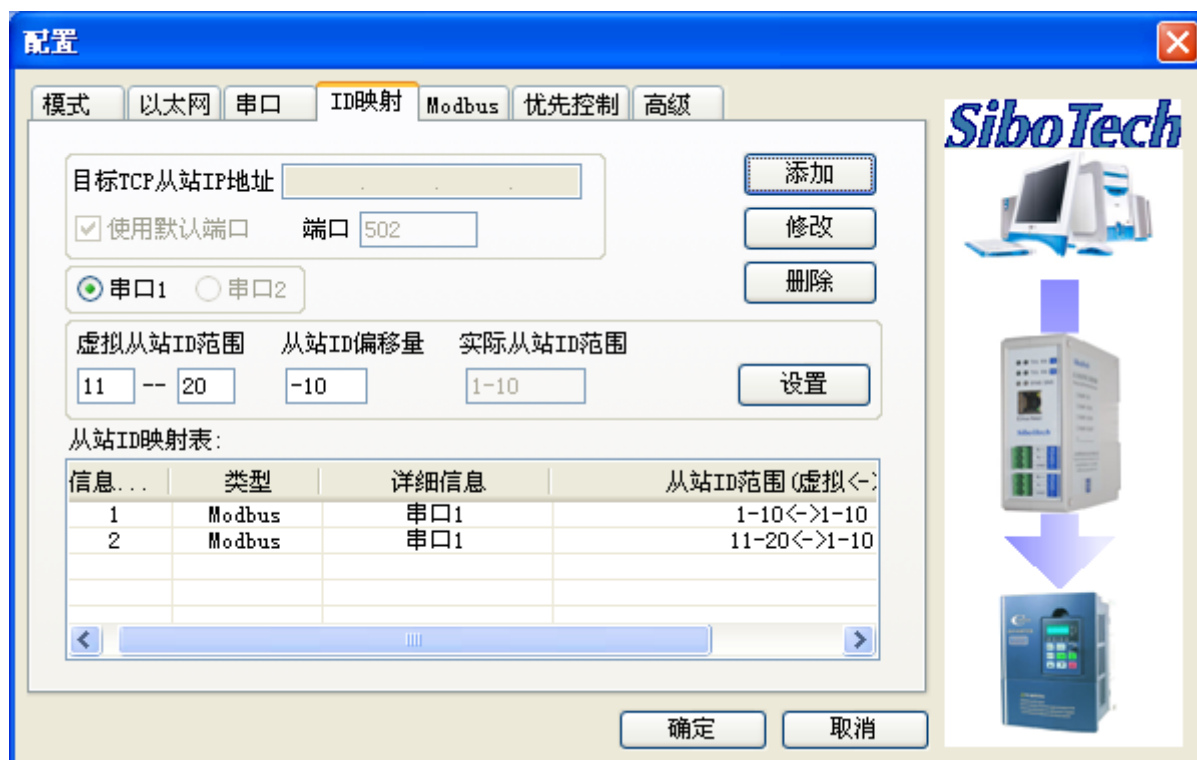 配置
模式 以太网 串口 ID映射 Modbus 优先控制 高级
SiboTech
目标TCP从站IP地址 . . .
添加
使用默认端口 端口 502
修改
串口1 串口2
删除
虚拟从站ID范围 从站ID偏移量 实际从站ID范围
11 -- 20 -10 1-10 设置
从站ID映射表:
信息... 类型 详细信息 从站ID范围(虚拟<-
1 Modbus 串口1 1-10<->1-10
2 Modbus 串口1 11-20<->1-10
确定 取消